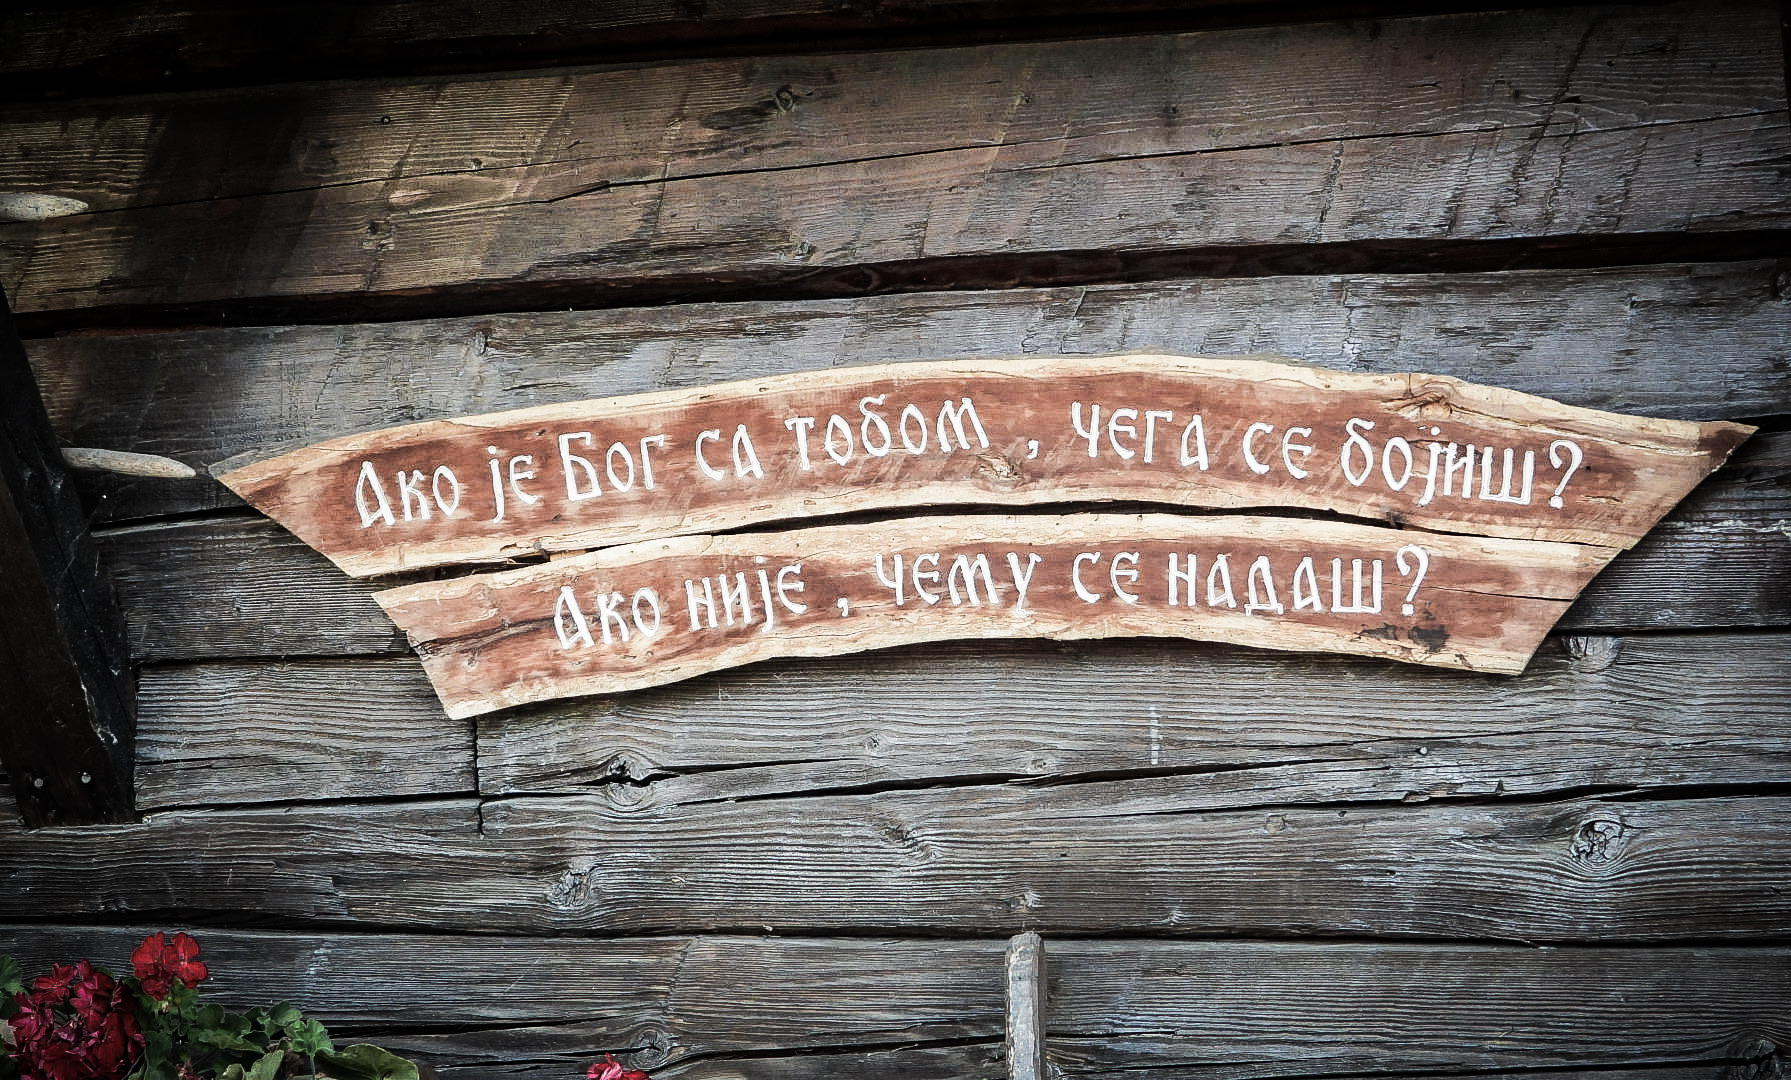 Ако је Бог са тобом , чега се бојиш?
Ако није , чему се надаш?